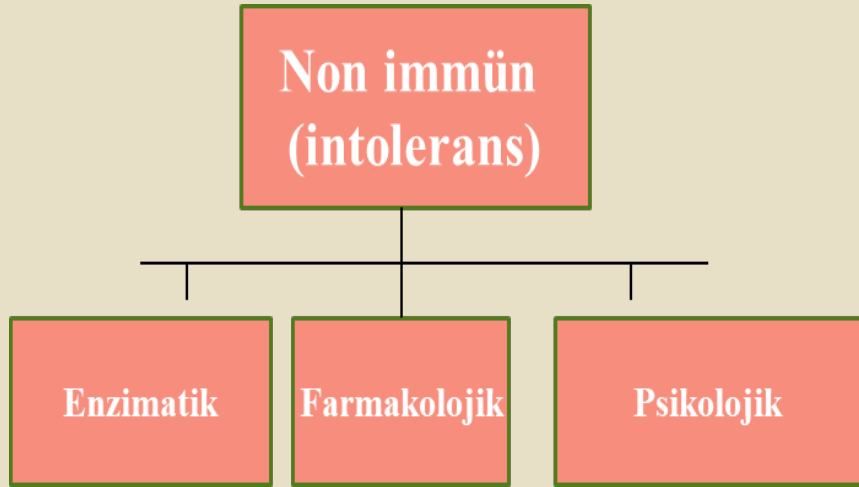 Non immün
(intolerans)
Enzimatik
Farmakolojik
Psikolojik